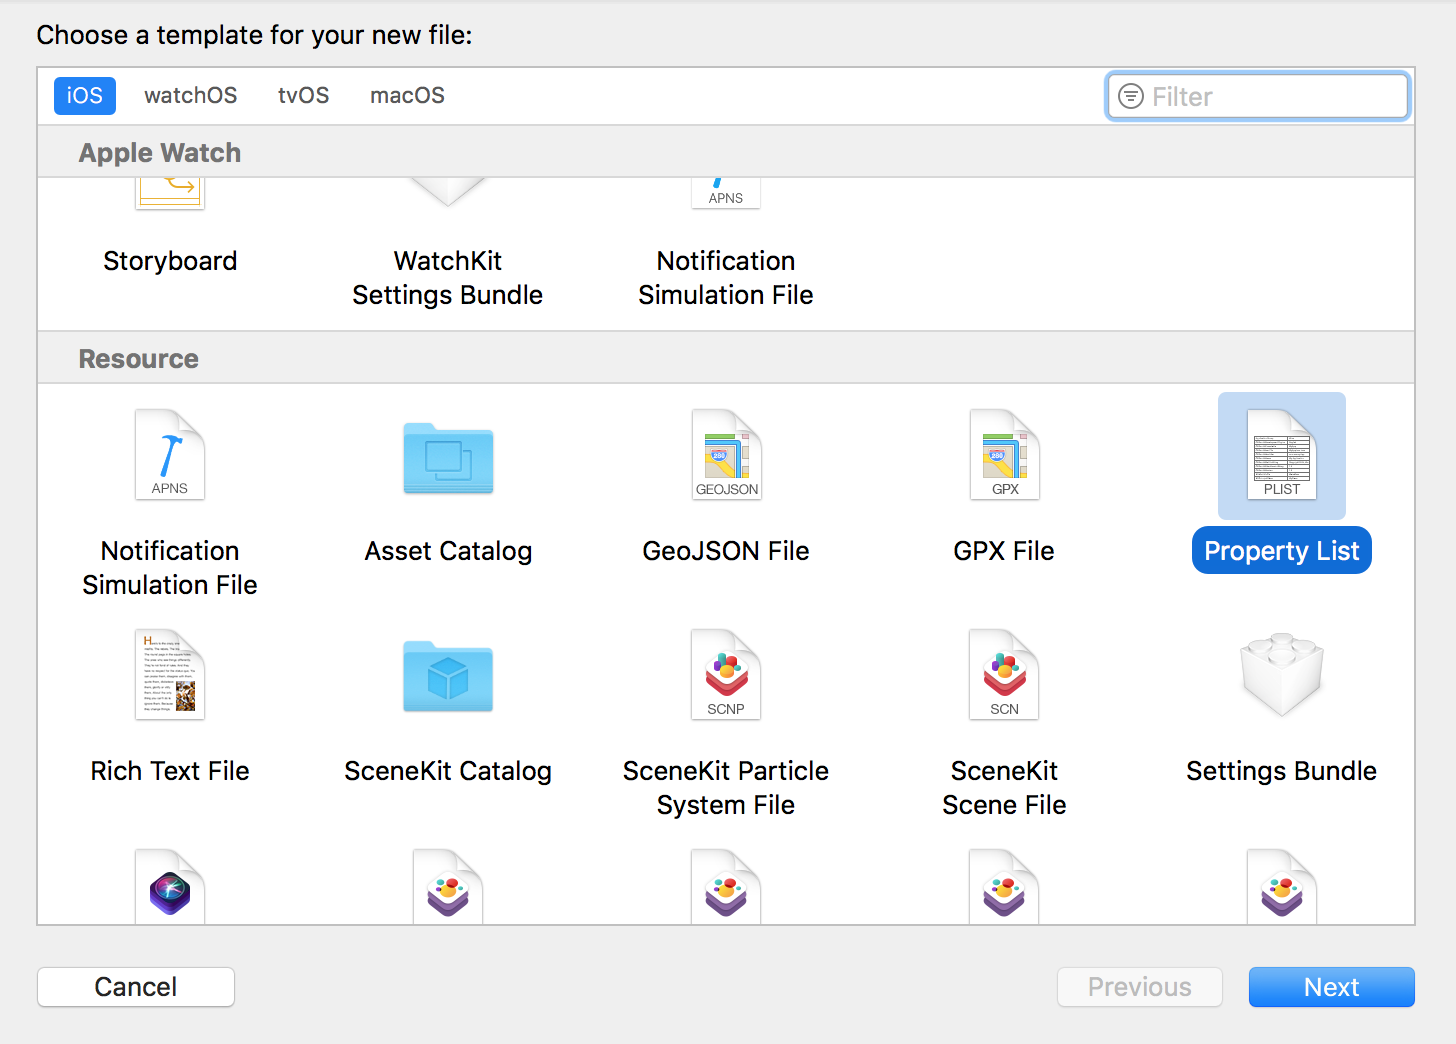 Choose a template for your new file:
iOS watchOS tvOS macOS Filter
Apple Watch
APNS
Storyboard WatchKit Notification
Settings Bundle Simulation File
Resource
APNS GEOJSON GPX PLIST
Notification Asset Catalog GeoJSON File GPX File Property List
Simulation File
SCNP SCN
Rich Text File SceneKit Catalog SceneKit Particle SceneKit Settings Bundle
System File Scene File
Cancel Previous Next